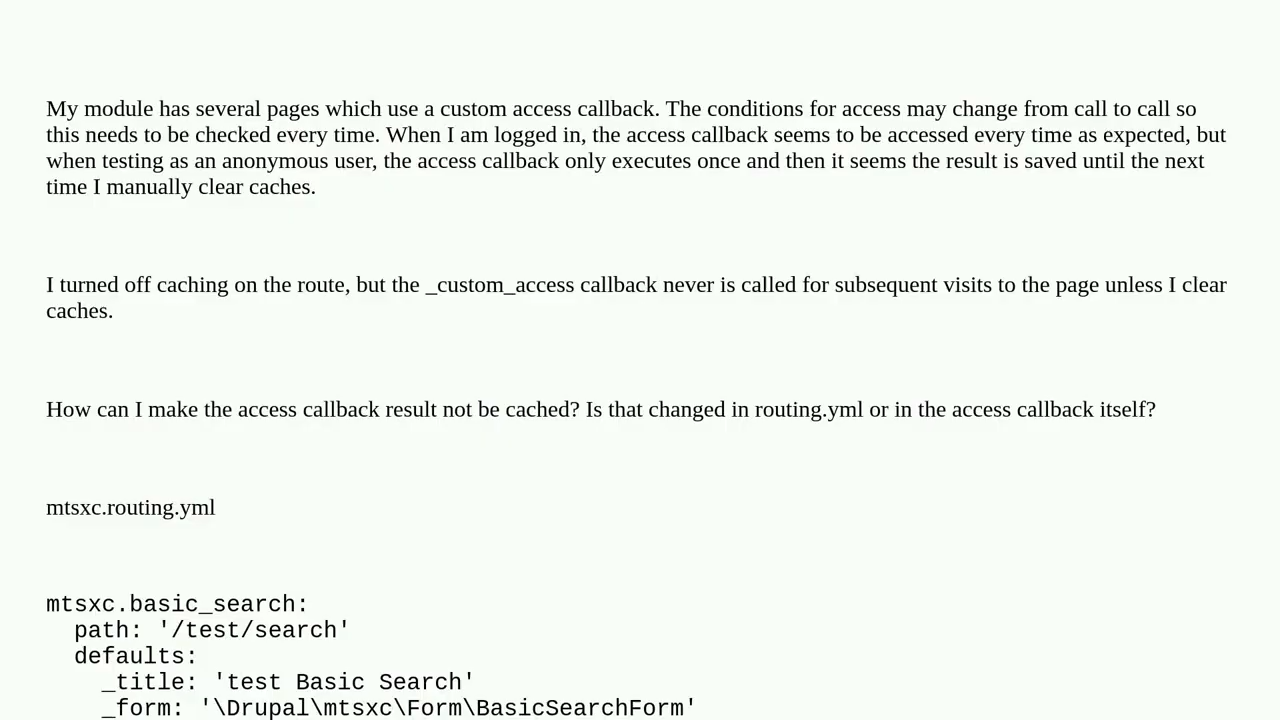 My module has several pages which use a custom access callback. The conditions for access may change from call to call so
this needs to be checked every time. When I am logged in, the access callback seems to be accessed every time as expected, but
when testing as an anonymous user, the access callback only executes once and then it seems the result is saved until the next
time I manually clear caches.
I turned off caching on the route, but the _custom_access callback never is called for subsequent visits to the page unless I clear
caches.
How can I make the access callback result not be cached? Is that changed in routing.yml or in the access callback itself?
mtsxc.routing.yml
mtsxc.basic_search:
  path: '/test/search'
  defaults:
    _title: 'test Basic Search'
    _form: '\Drupal\mtsxc\Form\BasicSearchForm'